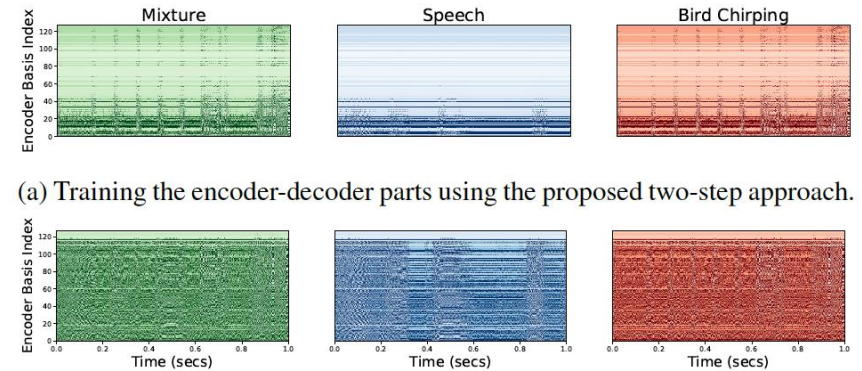 Mixture Speech Bird Chirping
Encoder Basis Index
120
100
80
60
40
20
0
(a) Training the encoder-decoder parts using the proposed two-step approach.
Encoder Basis Index
120
100
80
60
40
20
0
0.0 0.2 0.4 0.6 0.8 1.0 0.0 0.2 0.4 0.6 0.8 1.0 0.0 0.2 0.4 0.6 0.8 1.0
Time (secs) Time (secs) Time (secs)